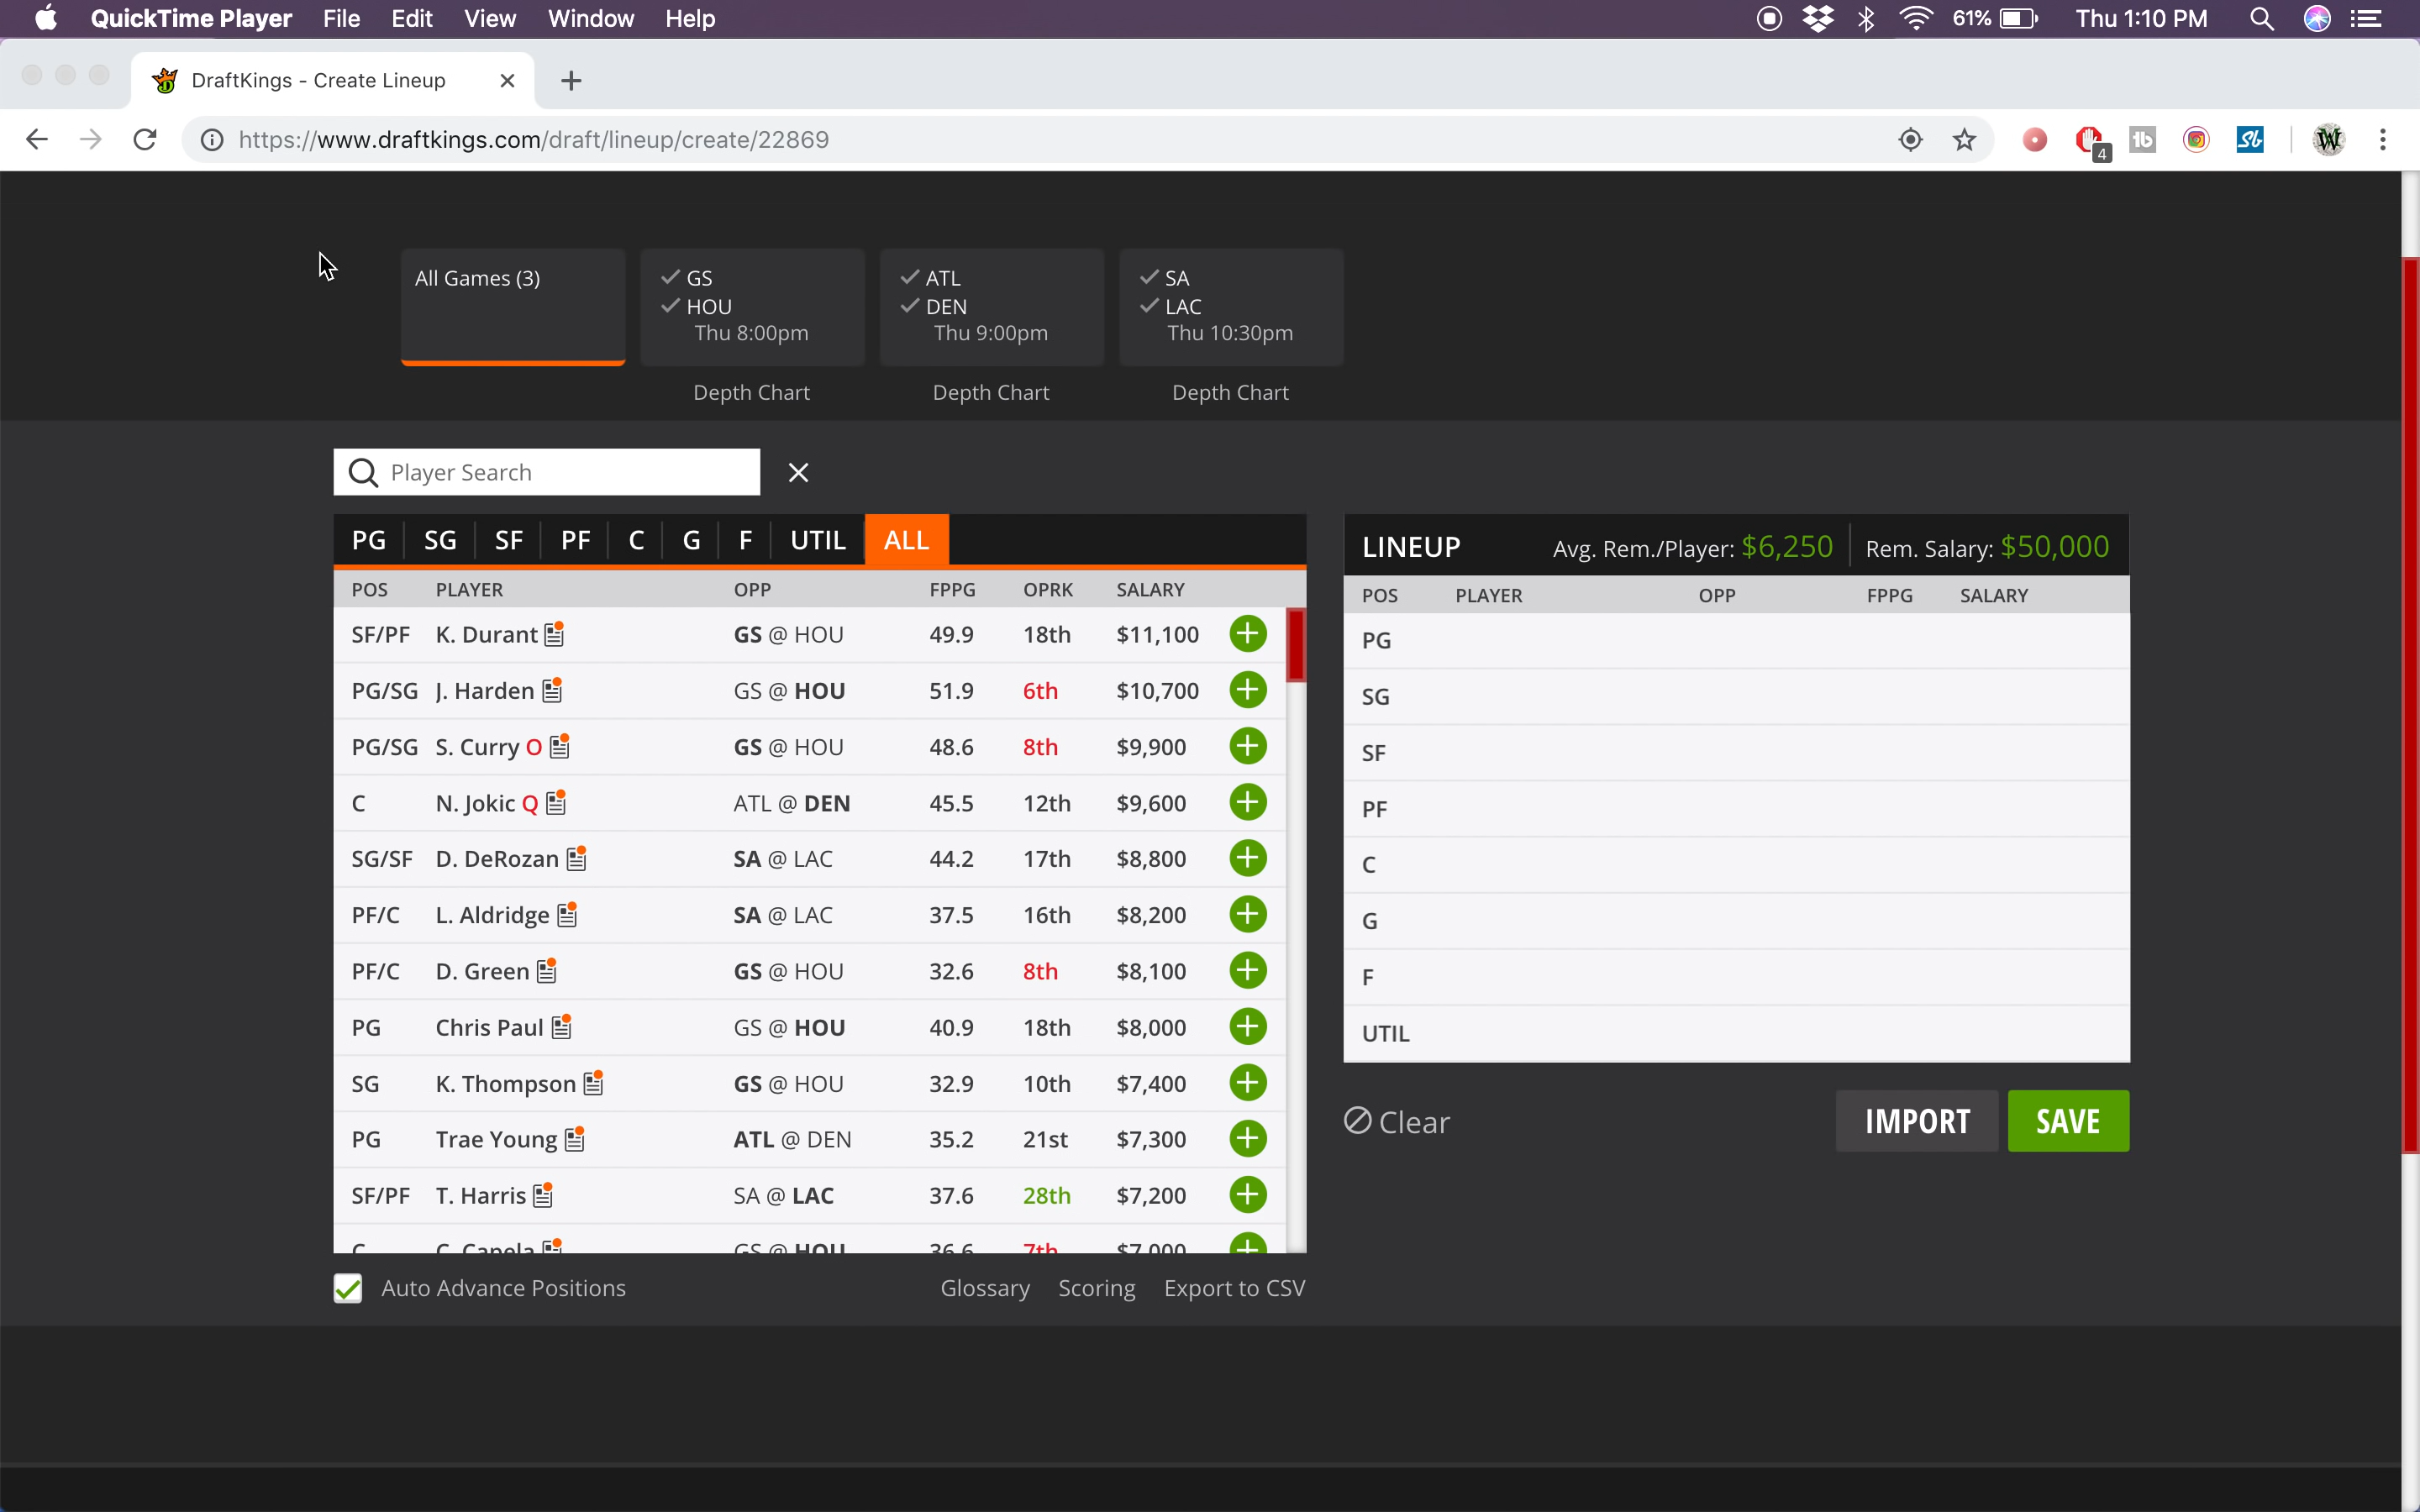 QuickTime Player File Edit View Window Help 61% Thu 1:10 PM
DraftKings - Create Lineup
https://www.draftkings.com/draft/lineup/create/22869 4 1b Sb W
All Games (3)
GS
HOU
Thu 8:00pm
ATL
DEN
Thu 9:00pm
SA
LAC
Thu 10:30pm
Depth Chart Depth Chart Depth Chart
Player Search
PG SG SF PF C G F UTIL ALL
POS PLAYER OPP FPPG OPRK SALARY
SF/PF K. Durant GS @ HOU 49.9 18th $11,100
PG/SG J. Harden GS @ HOU 51.9 6th $10,700
PG/SG S. Curry O GS @ HOU 48.6 8th $9,900
C N. Jokic Q ATL @ DEN 45.5 12th $9,600
SG/SF D. DeRozan SA @ LAC 44.2 17th $8,800
PF/C L. Aldridge SA @ LAC 37.5 16th $8,200
PF/C D. Green GS @ HOU 32.6 8th $8,100
PG Chris Paul GS @ HOU 40.9 18th $8,000
SG K. Thompson GS @ HOU 32.9 10th $7,400
PG Trae Young ATL @ DEN 35.2 21st $7,300
SF/PF T. Harris SA @ LAC 37.6 28th $7,200
C C. Capela GS @ HOU 36.6 7th $7,000
Auto Advance Positions Glossary Scoring Export to CSV
LINEUP Avg. Rem./Player: $6,250 Rem. Salary: $50,000
POS PLAYER OPP FPPG SALARY
PG
SG
SF
PF
C
G
F
UTIL
Clear IMPORT SAVE